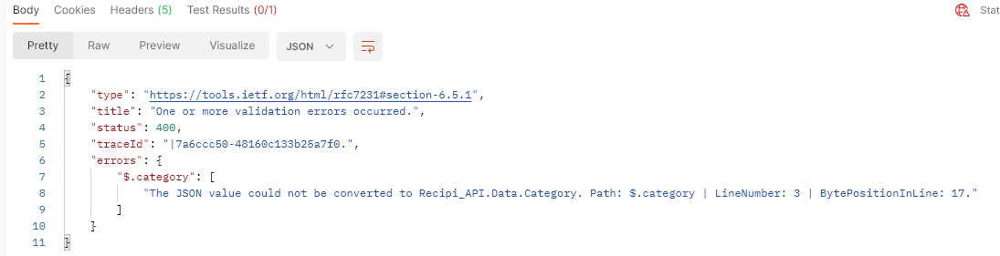 Body Cookies Headers (5) Test Results (0/1) Stat
Pretty Raw Preview Visualize JSON
1 {
2 "type": "https://tools.ietf.org/html/rfc7231#section-6.5.1",
3 "title": "One or more validation errors occurred.",
4 "status": 400,
5 "traceId": "|7a6ccc50-48160c133b25a7f0.",
6 "errors": {
7 "$.category": [
8 "The JSON value could not be converted to Recipi_API.Data.Category. Path: $.category | LineNumber: 3 | BytePositionInLine: 17."
9 ]
10 }
11 }